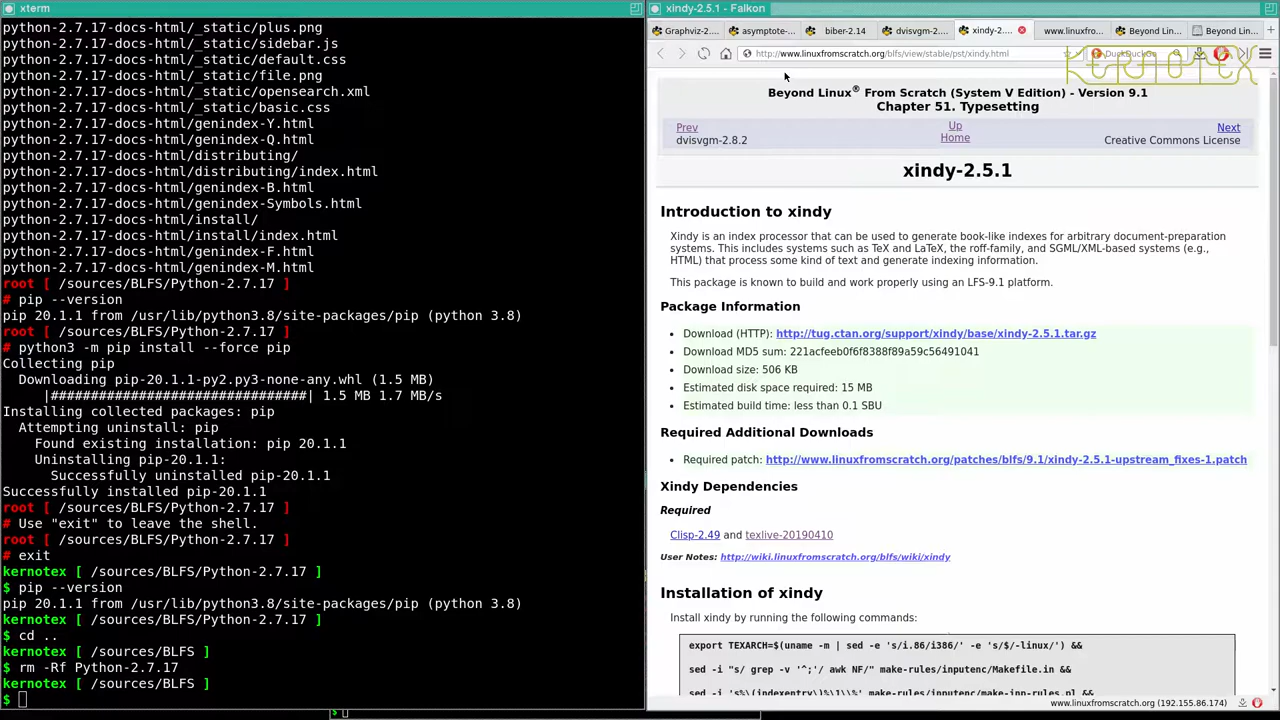 xterm
python-2.7.17-docs-html/_static/plus.png
python-2.7.17-docs-html/_static/sidebar.js
python-2.7.17-docs-html/_static/default.css
python-2.7.17-docs-html/_static/file.png
python-2.7.17-docs-html/_static/opensearch.xml
python-2.7.17-docs-html/_static/basic.css
python-2.7.17-docs-html/genindex-Y.html
python-2.7.17-docs-html/genindex-Q.html
python-2.7.17-docs-html/distributing/
python-2.7.17-docs-html/distributing/index.html
python-2.7.17-docs-html/genindex-B.html
python-2.7.17-docs-html/genindex-Symbols.html
python-2.7.17-docs-html/install/
python-2.7.17-docs-html/install/index.html
python-2.7.17-docs-html/genindex-F.html
python-2.7.17-docs-html/genindex-M.html
root [ /sources/BLFS/Python-2.7.17 ]
# pip --version
pip 20.1.1 from /usr/lib/python3.8/site-packages/pip (python 3.8)
root [ /sources/BLFS/Python-2.7.17 ]
# python3 -m pip install --force pip
Collecting pip
  Downloading pip-20.1.1-py2.py3-none-any.whl (1.5 MB)
     |################################| 1.5 MB 1.7 MB/s
Installing collected packages: pip
  Attempting uninstall: pip
    Found existing installation: pip 20.1.1
    Uninstalling pip-20.1.1:
      Successfully uninstalled pip-20.1.1
Successfully installed pip-20.1.1
root [ /sources/BLFS/Python-2.7.17 ]
# Use "exit" to leave the shell.
root [ /sources/BLFS/Python-2.7.17 ]
# exit
kernotex [ /sources/BLFS/Python-2.7.17 ]
$ pip --version
pip 20.1.1 from /usr/lib/python3.8/site-packages/pip (python 3.8)
kernotex [ /sources/BLFS/Python-2.7.17 ]
$ cd ..
kernotex [ /sources/BLFS ]
$ rm -Rf Python-2.7.17
kernotex [ /sources/BLFS ]
$
$
xindy-2.5.1 - Falkon
Graphviz-2.... asymptote-... biber-2.14 dvisvgm-2.... xindy-2.... www.linuxfrom... Beyond Lin... Beyond Lin...
http://www.linuxfromscratch.org/blfs/view/stable/pst/xindy.html DuckDuckGo
KERNOTEX
Beyond Linux® From Scratch (System V Edition) - Version 9.1
Chapter 51. Typesetting
Prev Up Next
dvisvgm-2.8.2 Home Creative Commons License
xindy-2.5.1
Introduction to xindy
Xindy is an index processor that can be used to generate book-like indexes for arbitrary document-preparation
systems. This includes systems such as TeX and LaTeX, the roff-family, and SGML/XML-based systems (e.g.,
HTML) that process some kind of text and generate indexing information.
This package is known to build and work properly using an LFS-9.1 platform.
Package Information
• Download (HTTP): http://tug.ctan.org/support/xindy/base/xindy-2.5.1.tar.gz
• Download MD5 sum: 221acfeeb0f6f8388f89a59c56491041
• Download size: 506 KB
• Estimated disk space required: 15 MB
• Estimated build time: less than 0.1 SBU
Required Additional Downloads
• Required patch: http://www.linuxfromscratch.org/patches/blfs/9.1/xindy-2.5.1-upstream_fixes-1.patch
Xindy Dependencies
Required
Clisp-2.49 and texlive-20190410
User Notes: http://wiki.linuxfromscratch.org/blfs/wiki/xindy
Installation of xindy
Install xindy by running the following commands:
export TEXARCH=$(uname -m | sed -e 's/i.86/i386/' -e 's/$/-linux/') &&
sed -i "s/ grep -v '^;'/ awk NF/" make-rules/inputenc/Makefile.in &&
sed -i 's%\(indexentry\)%\1\\%' make-rules/inputenc/make-inp-rules.pl &&
www.linuxfromscratch.org (192.155.86.174)